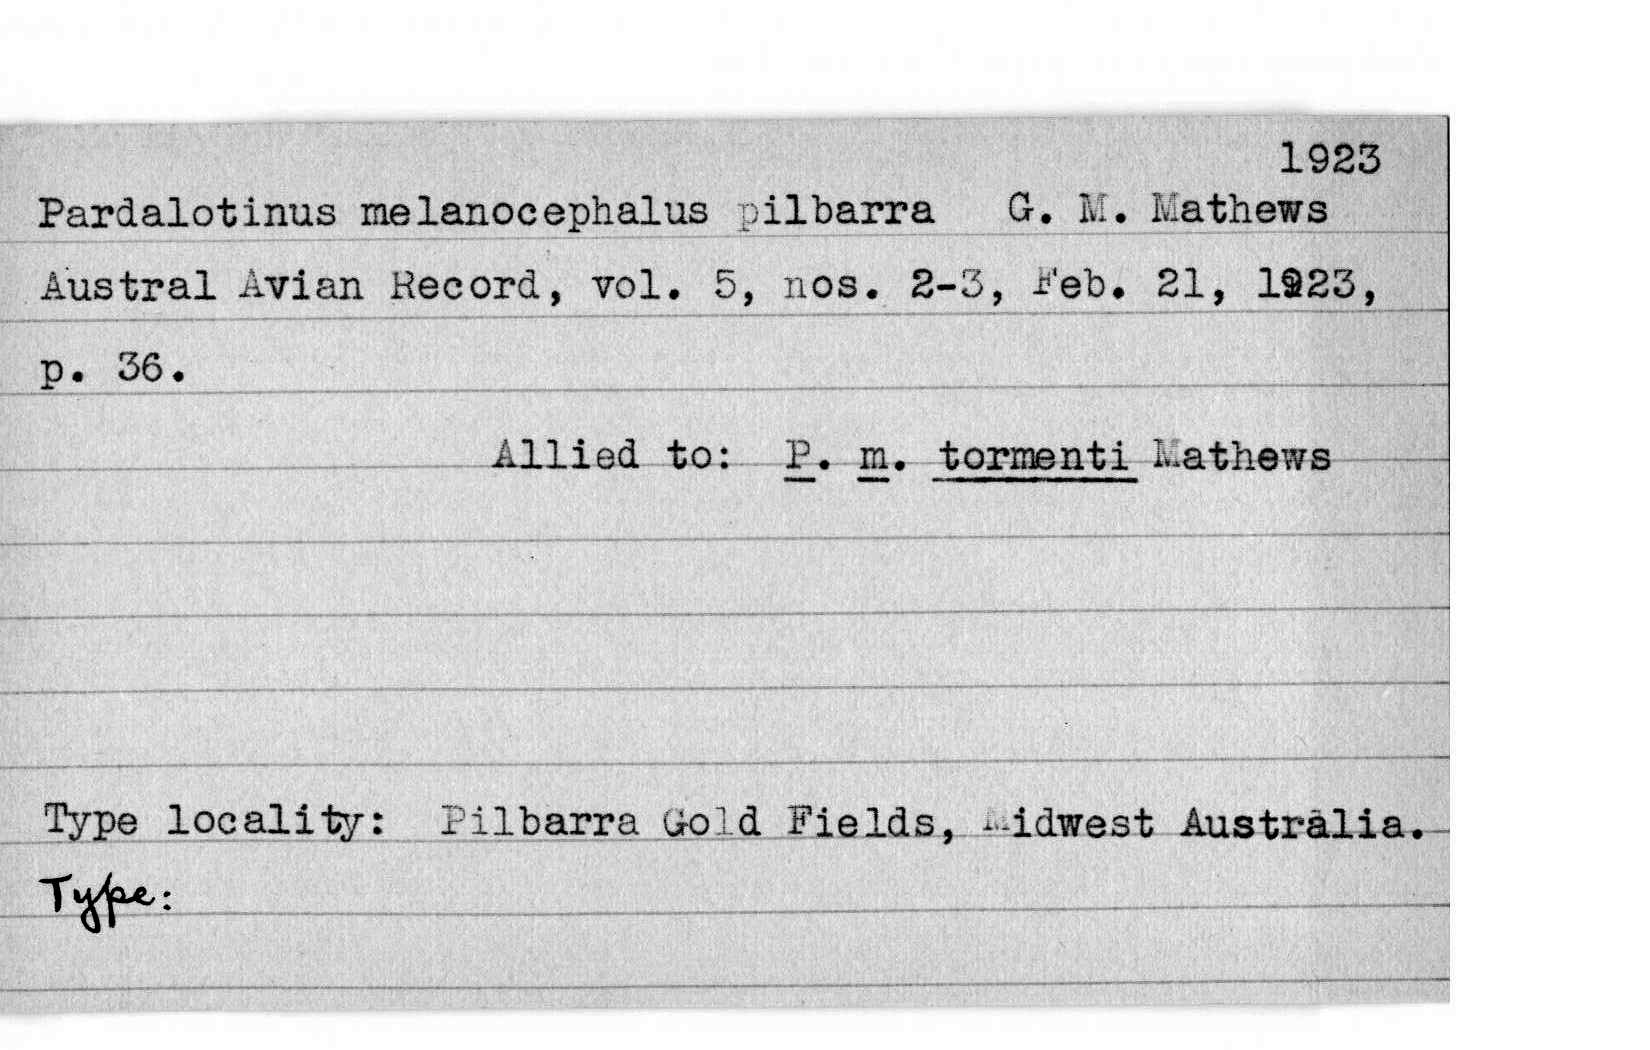 1923
Pardalotinus melanocephalus pilbarra G. M. Mathews
Austral Avian Record, vol. 5, nos. 2-3, Feb. 21, 1923,
p. 36.
Allied to: P. m. tormenti Mathews
Type locality: Pilbarra Gold Fields, Midwest Australia.
Type: